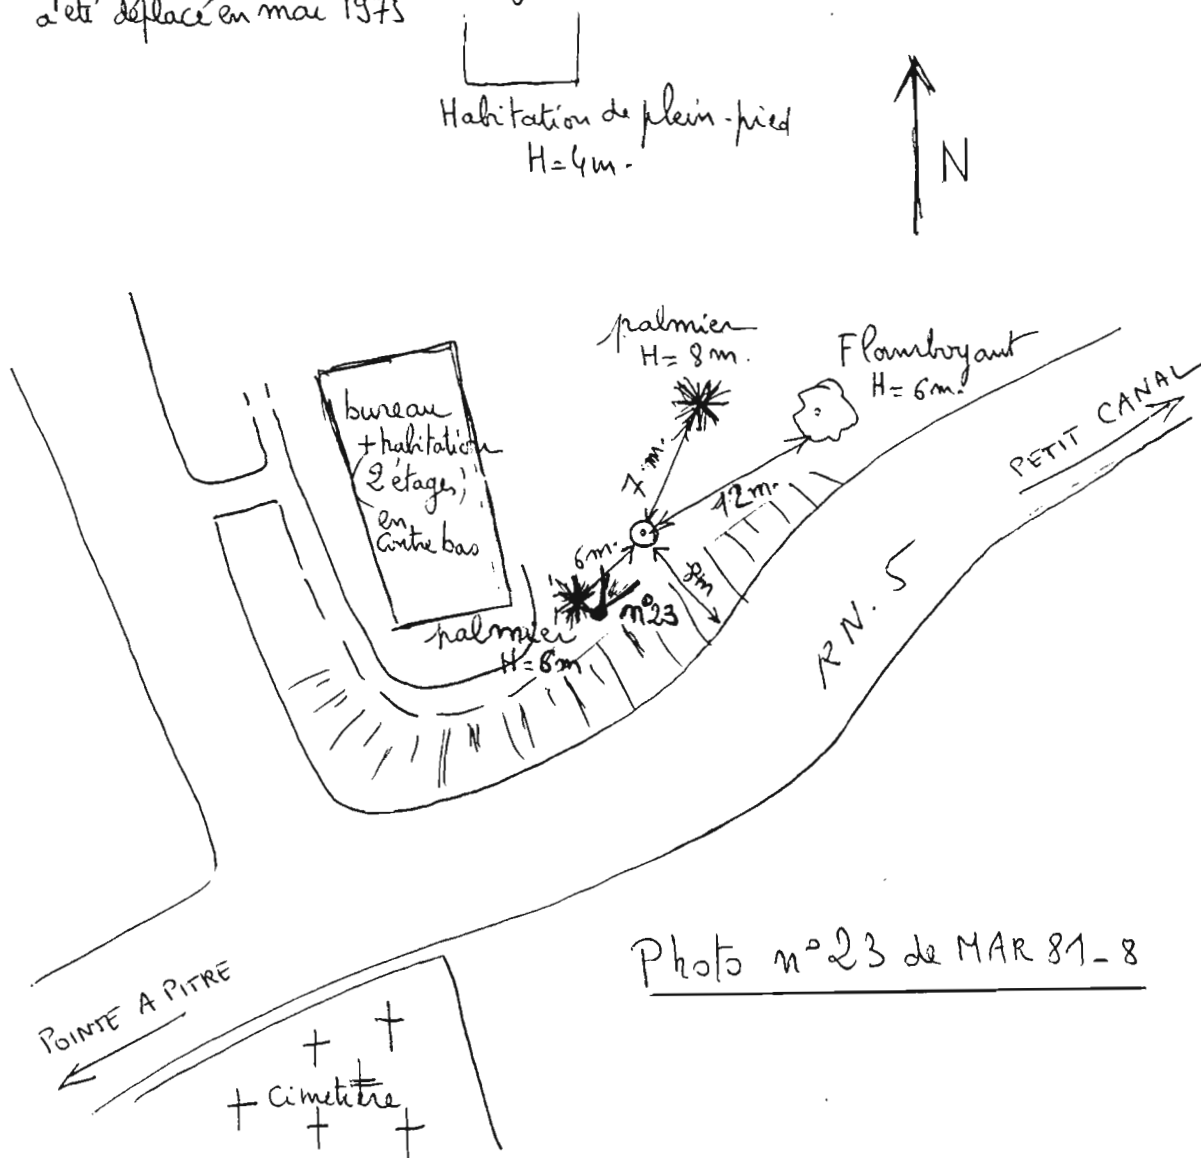 a été déplacé en mai 1975
Habitation de plein-pied
H=4m.
N
palmier
H= 8m.
Flamboyant
H=6m.
bureau
+habitation
(2 étages)
en
contre bas
7.m.
12m.
PETIT CANAL
6m.
8m
n°23
palmier
H=6m
RN. 5
Photo n°23 de MAR 81-8
POINTE A PITRE
Cimetière